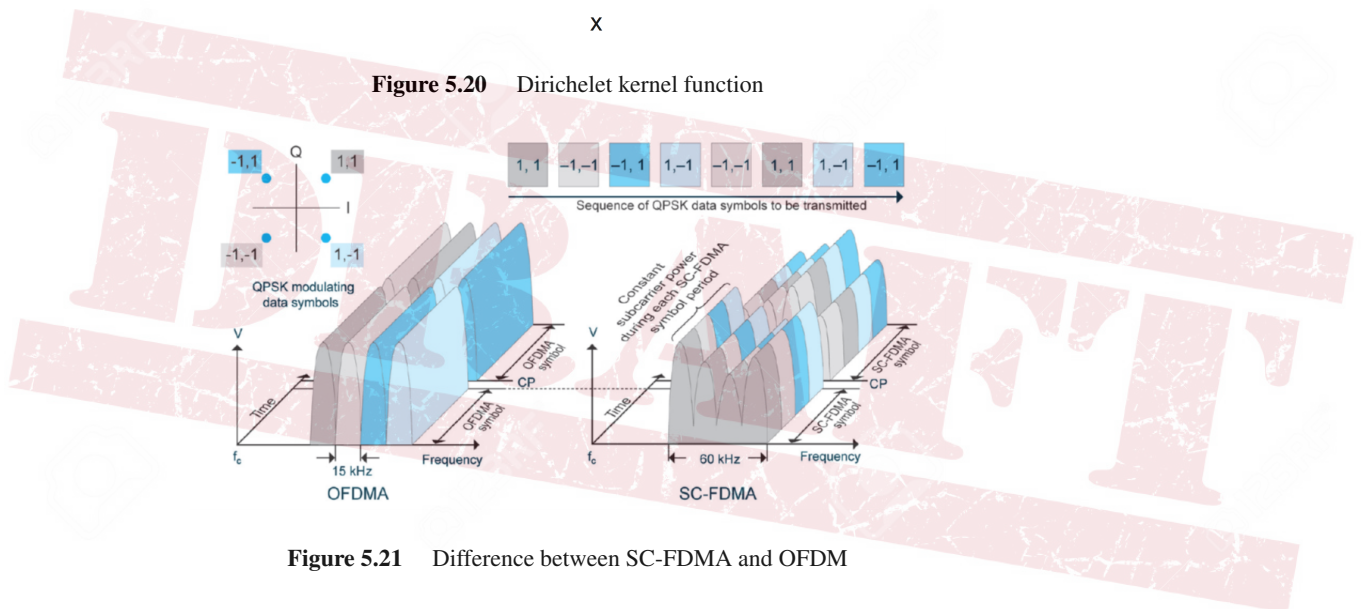 x
Figure 5.20 Dirichelet kernel function
-1,1
Q
1,1
I
-1,-1
1,-1
QPSK modulating
data symbols
1, 1
-1,-1
-1, 1
1,-1
-1,-1
1, 1
1,-1
-1, 1
Sequence of QPSK data symbols to be transmitted
V
Time
OFDMA
symbol
CP
OFDMA
symbol
fc
15 kHz
Frequency
OFDMA
Constant
subcarrier power
during each SC-FDMA
symbol period
V
Time
SC-FDMA
symbol
CP
SC-FDMA
symbol
fc
60 kHz
Frequency
SC-FDMA
Figure 5.21 Difference between SC-FDMA and OFDM
DRAFT